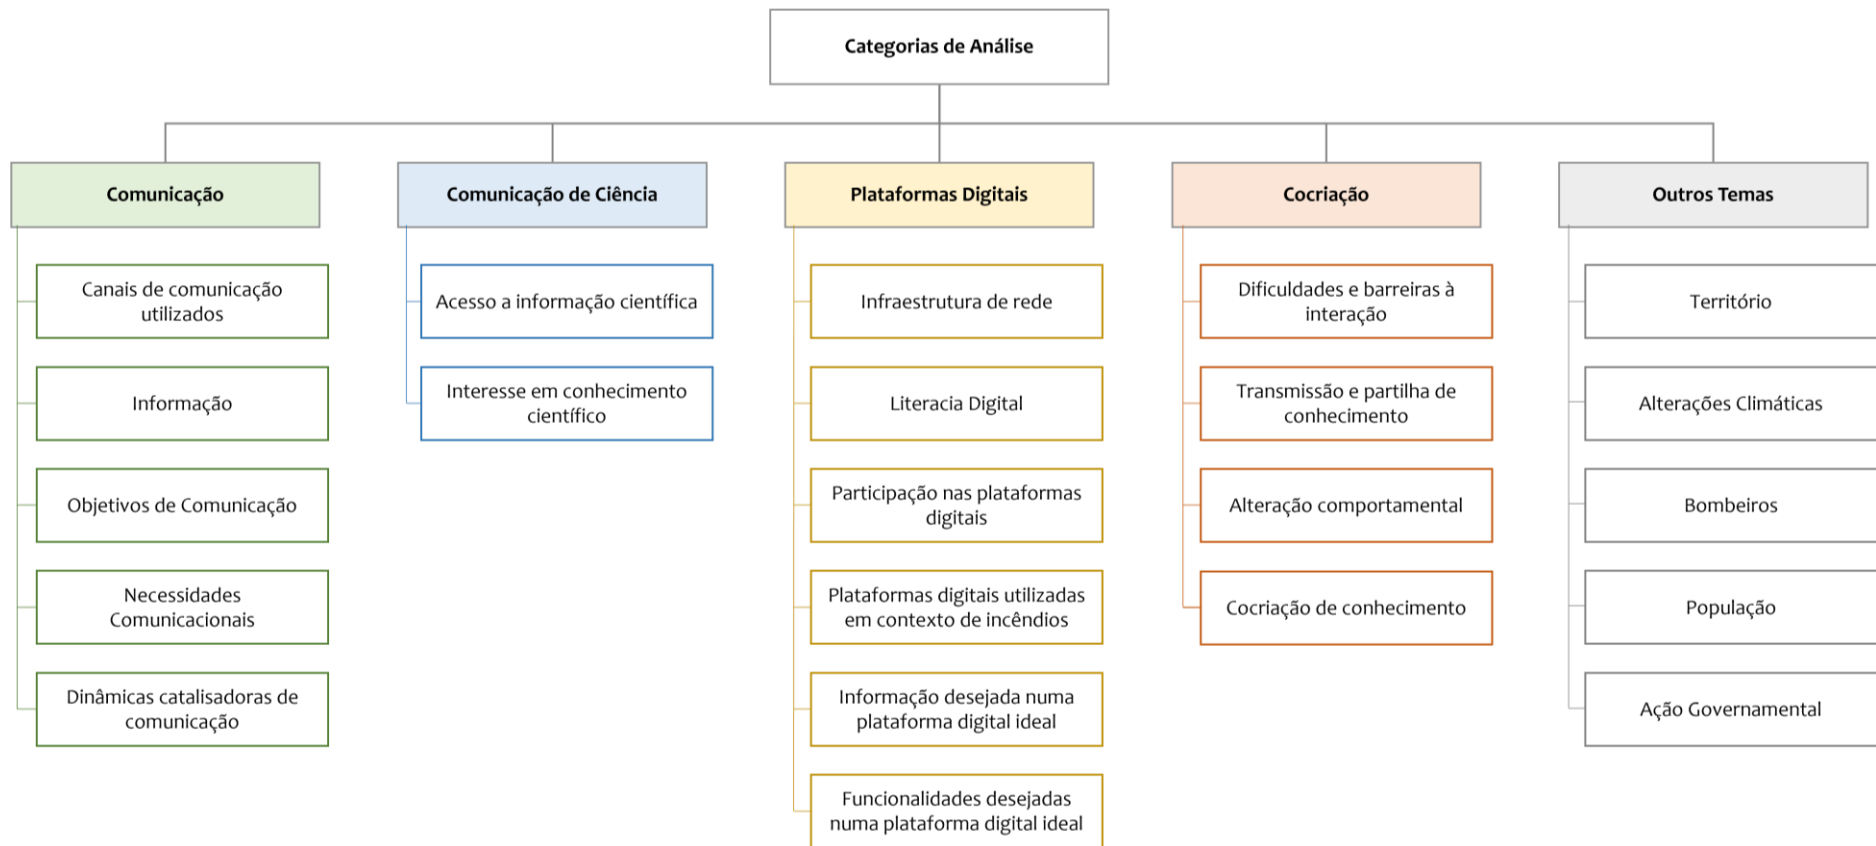 Categorias de Análise
Comunicação
Canais de comunicação
utilizados
Informação
Objetivos de Comunicação
Necessidades
Comunicacionais
Dinâmicas catalisadoras de
comunicação
Comunicação de Ciência
Acesso a informação científica
Interesse em conhecimento
científico
Plataformas Digitais
Infraestrutura de rede
Literacia Digital
Participação nas plataformas
digitais
Plataformas digitais utilizadas
em contexto de incêndios
Informação desejada numa
plataforma digital ideal
Funcionalidades desejadas
numa plataforma digital ideal
Cocriação
Dificuldades e barreiras à
interação
Transmissão e partilha de
conhecimento
Alteração comportamental
Cocriação de conhecimento
Outros Temas
Território
Alterações Climáticas
Bombeiros
População
Ação Governamental